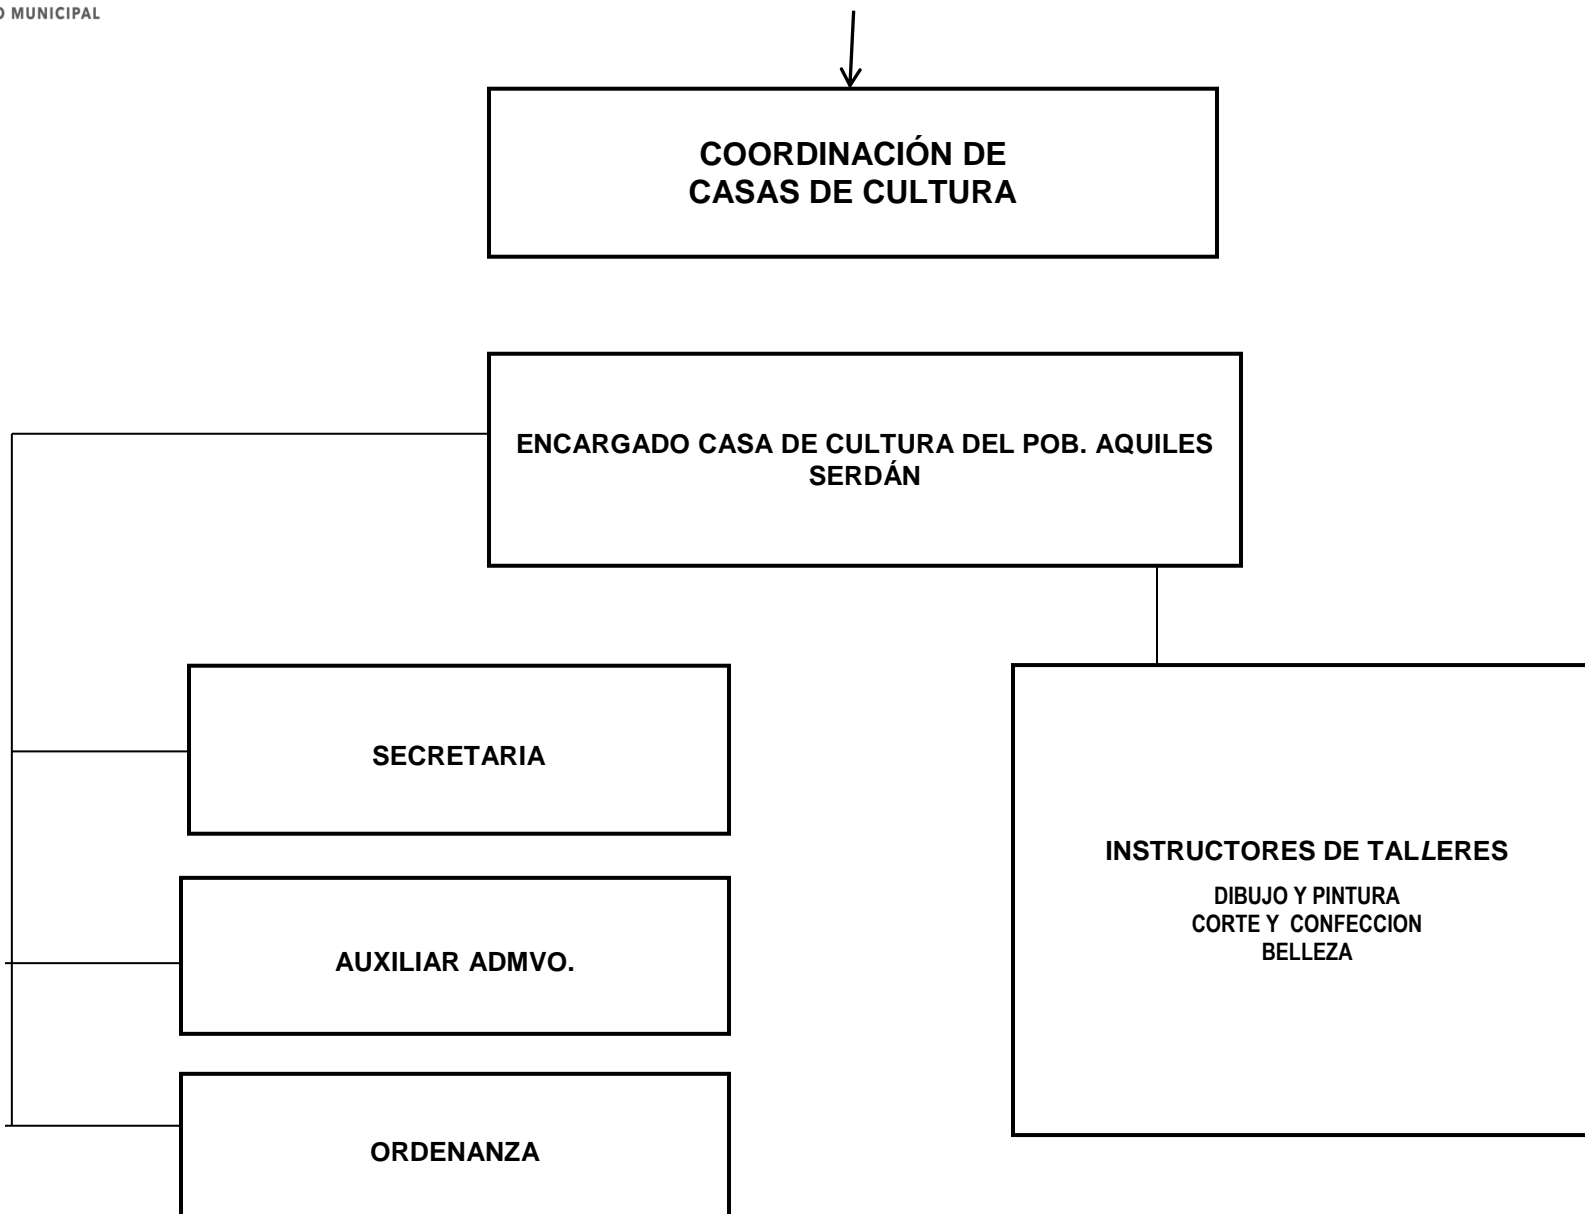 MUNICIPAL
COORDINACIÓN DE
CASAS DE CULTURA
ENCARGADO CASA DE CULTURA DEL POB. AQUILES
SERDÁN
SECRETARIA
AUXILIAR ADMVO.
ORDENANZA
INSTRUCTORES DE TALLERES
DIBUJO Y PINTURA
CORTE Y CONFECCION
BELLEZA